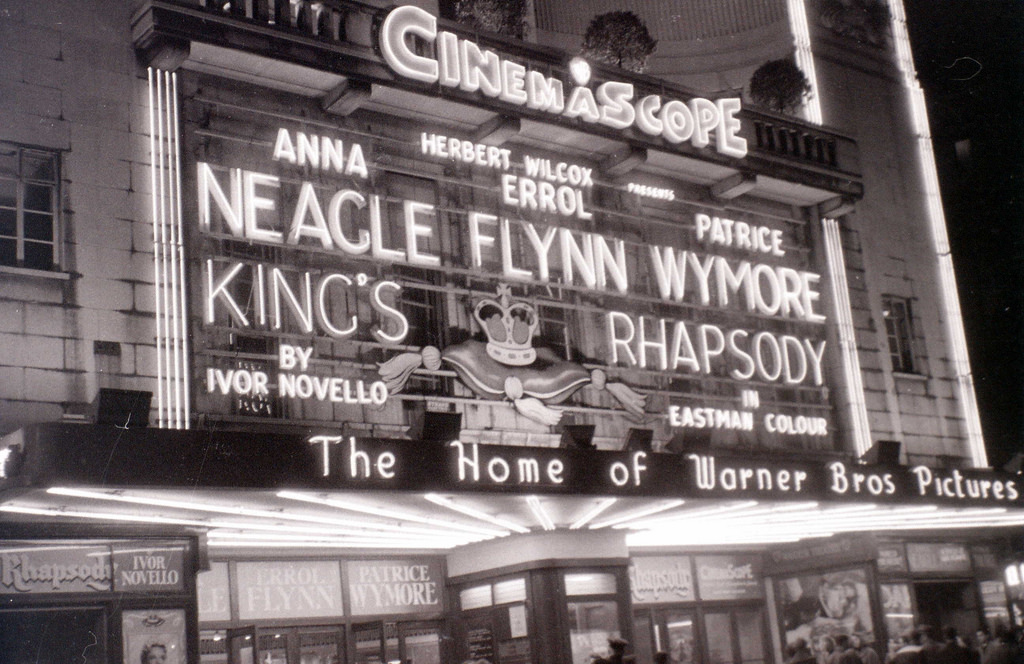 CINEMASCOPE
HERBERT WILCOX
PRESENTS
ANNA
NEAGLE
ERROL
FLYNN
PATRICE
WYMORE
KING'S
RHAPSODY
BY
IVOR NOVELLO
IN
EASTMAN COLOUR
The Home of Warner Bros Pictures
Rhapsody
IVOR
NOVELLO
LE
ERROL
FLYNN
PATRICE
WYMORE
Rhapsody
CINEMASCOPE